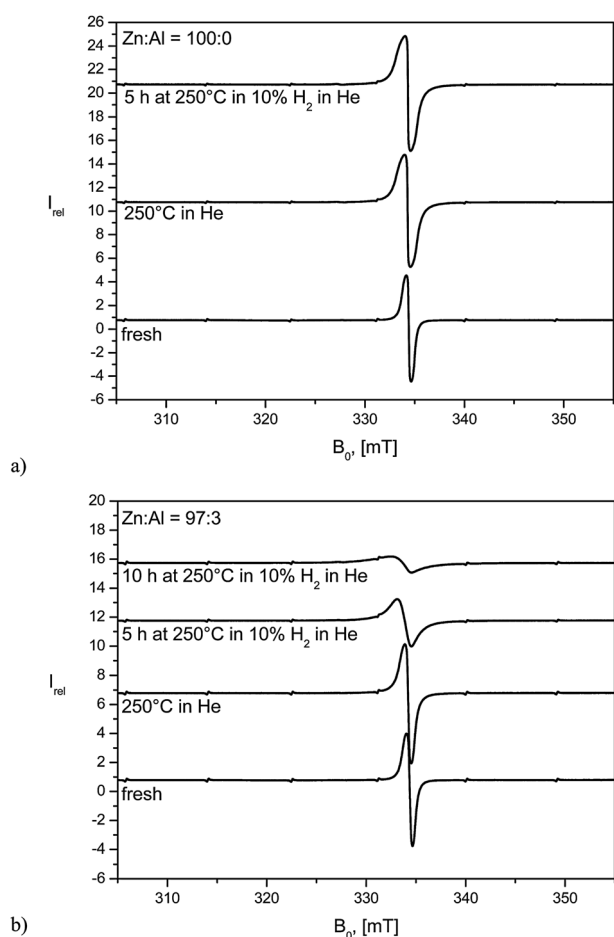 26
24
22
20
18
16
14
12
10
8
6
4
2
0
-2
-4
-6
I_rel
Zn:Al = 100:0
5 h at 250°C in 10% H₂ in He
250°C in He
fresh
310 320 330 340 350
B₀, [mT]
a)
20
18
16
14
12
10
8
6
4
2
0
-2
-4
-6
I_rel
Zn:Al = 97:3
10 h at 250°C in 10% H₂ in He
5 h at 250°C in 10% H₂ in He
250°C in He
fresh
310 320 330 340 350
B₀, [mT]
b)